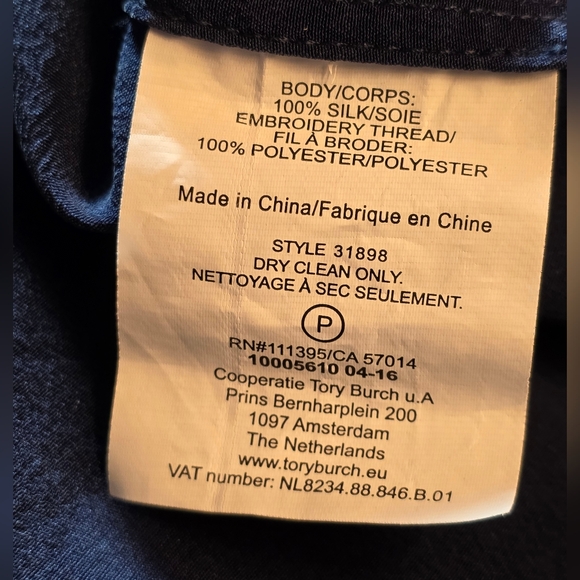 BODY/CORPS:
100% SILK/SOIE
EMBROIDERY THREAD/
FIL À BRODER:
100% POLYESTER/POLYESTER
Made in China/Fabrique en Chine
STYLE 31898
DRY CLEAN ONLY.
NETTOYAGE À SEC SEULEMENT.
P
RN#111395/CA 57014
10005610 04-16
Cooperatie Tory Burch u.A
Prins Bernharplein 200
1097 Amsterdam
The Netherlands
www.toryburch.eu
VAT number: NL8234.88.846.B.01